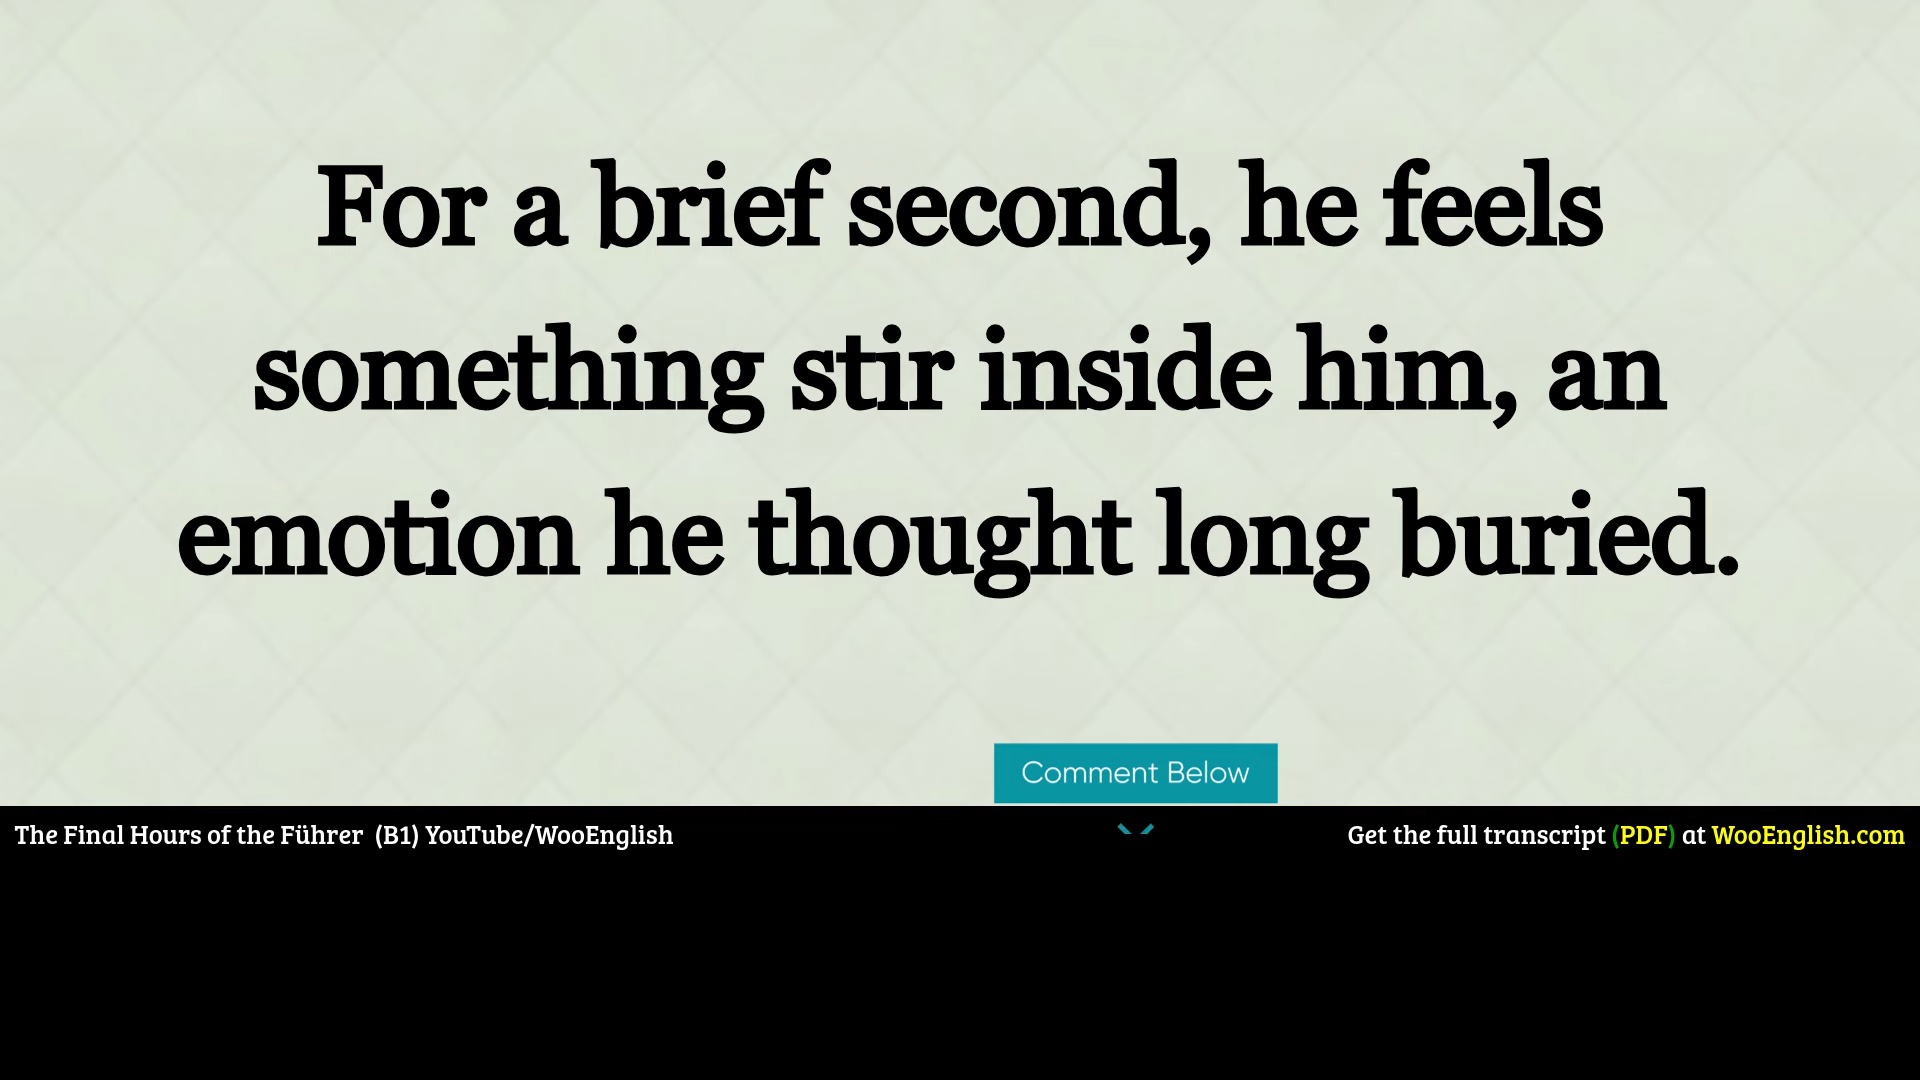 For a brief second, he feels
something stir inside him, an
emotion he thought long buried.
Comment Below
The Final Hours of the Führer (B1) YouTube/WooEnglish
Get the full transcript (PDF) at WooEnglish.com